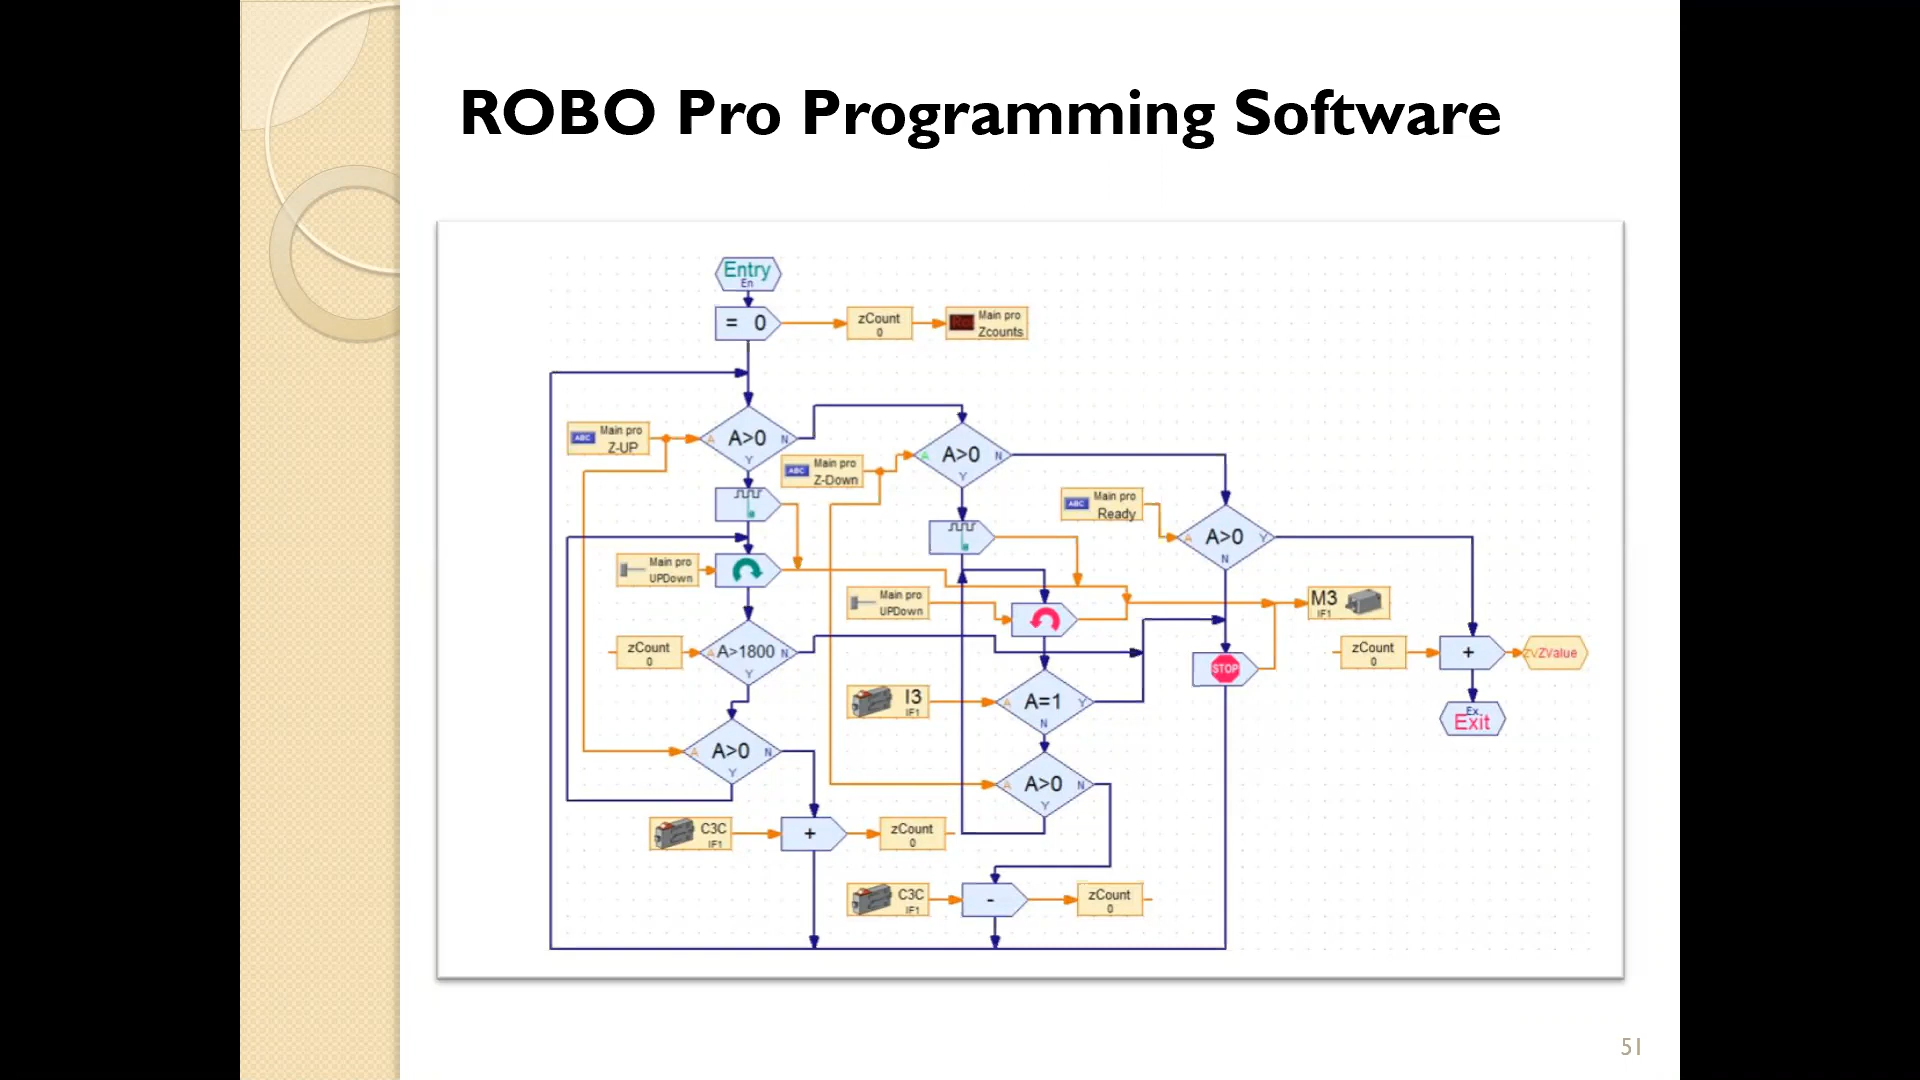 ROBO Pro Programming Software
Entry
En
= 0
zCount
0
Main pro
Zcounts
ABC
Main pro
Z-UP
A
A>0
N
Y
ABC
Main pro
Z-Down
A
A>0
N
Y
ABC
Main pro
Ready
A
A>0
Y
N
Main pro
UPDown
Main pro
UPDown
M3
IF1
zCount
0
A
A>1800
N
Y
STOP
zCount
0
+
ZValue
I3
IF1
A
A=1
Y
N
Ex.
Exit
A
A>0
N
Y
A
A>0
N
Y
C3C
IF1
+
zCount
0
C3C
IF1
-
zCount
0
51